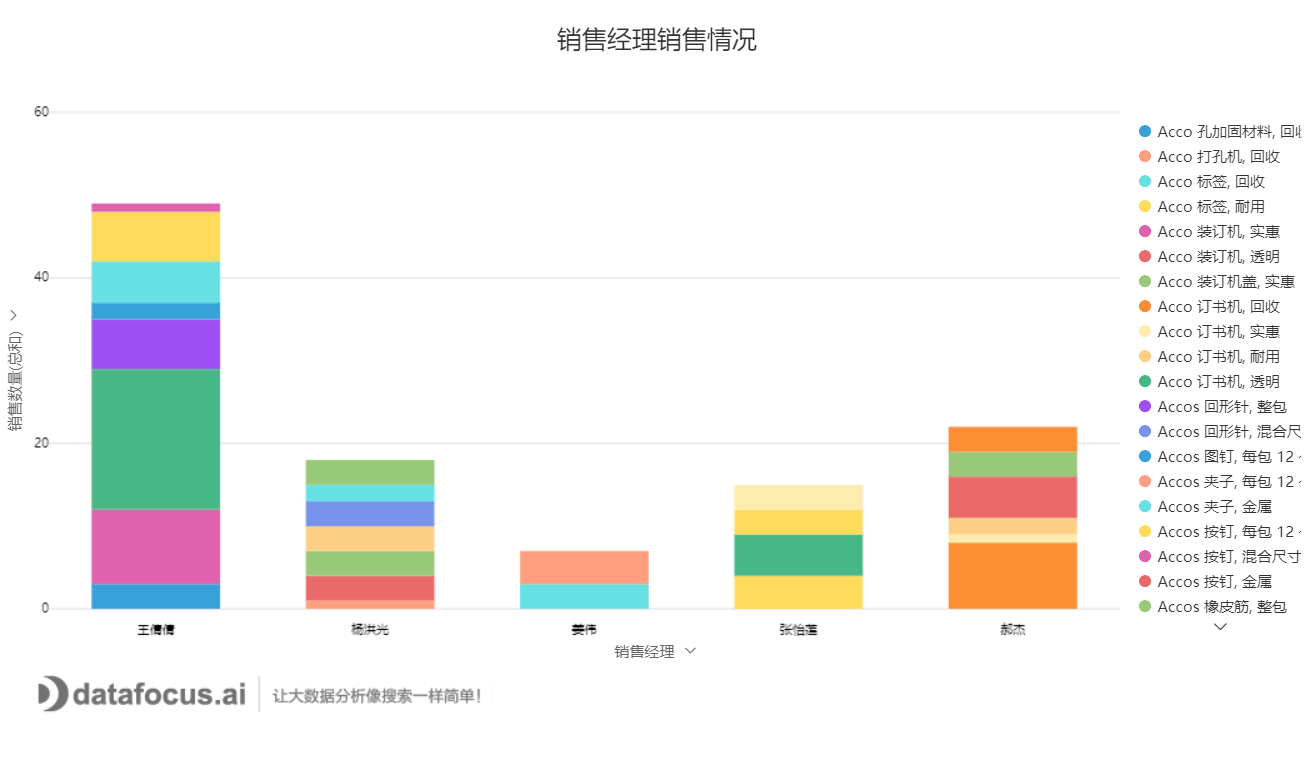 销售经理销售情况
60
40
20
0
销售数量(总和)
王倩倩
杨洪光
姜伟
张怡莲
郝杰
销售经理
Acco 孔加固材料, 回收
Acco 打孔机, 回收
Acco 标签, 回收
Acco 标签, 耐用
Acco 装订机, 实惠
Acco 装订机, 透明
Acco 装订机盖, 实惠
Acco 订书机, 回收
Acco 订书机, 实惠
Acco 订书机, 耐用
Acco 订书机, 透明
Accos 回形针, 整包
Accos 回形针, 混合尺
Accos 图钉, 每包 12
Accos 夹子, 每包 12
Accos 夹子, 金属
Accos 按钉, 每包 12
Accos 按钉, 混合尺寸
Accos 按钉, 金属
Accos 橡皮筋, 整包
datafocus.ai
让大数据分析像搜索一样简单！